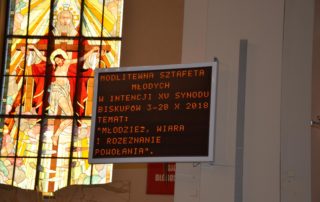 MODLITEWNA SZTAFETA
MŁODYCH
W INTENCJI XV SYNODU
BISKUPÓW 3-28 X 2018
TEMAT:
"MŁODZIEŻ, WIARA
I ROZEZNANIE
POWOŁANIA".